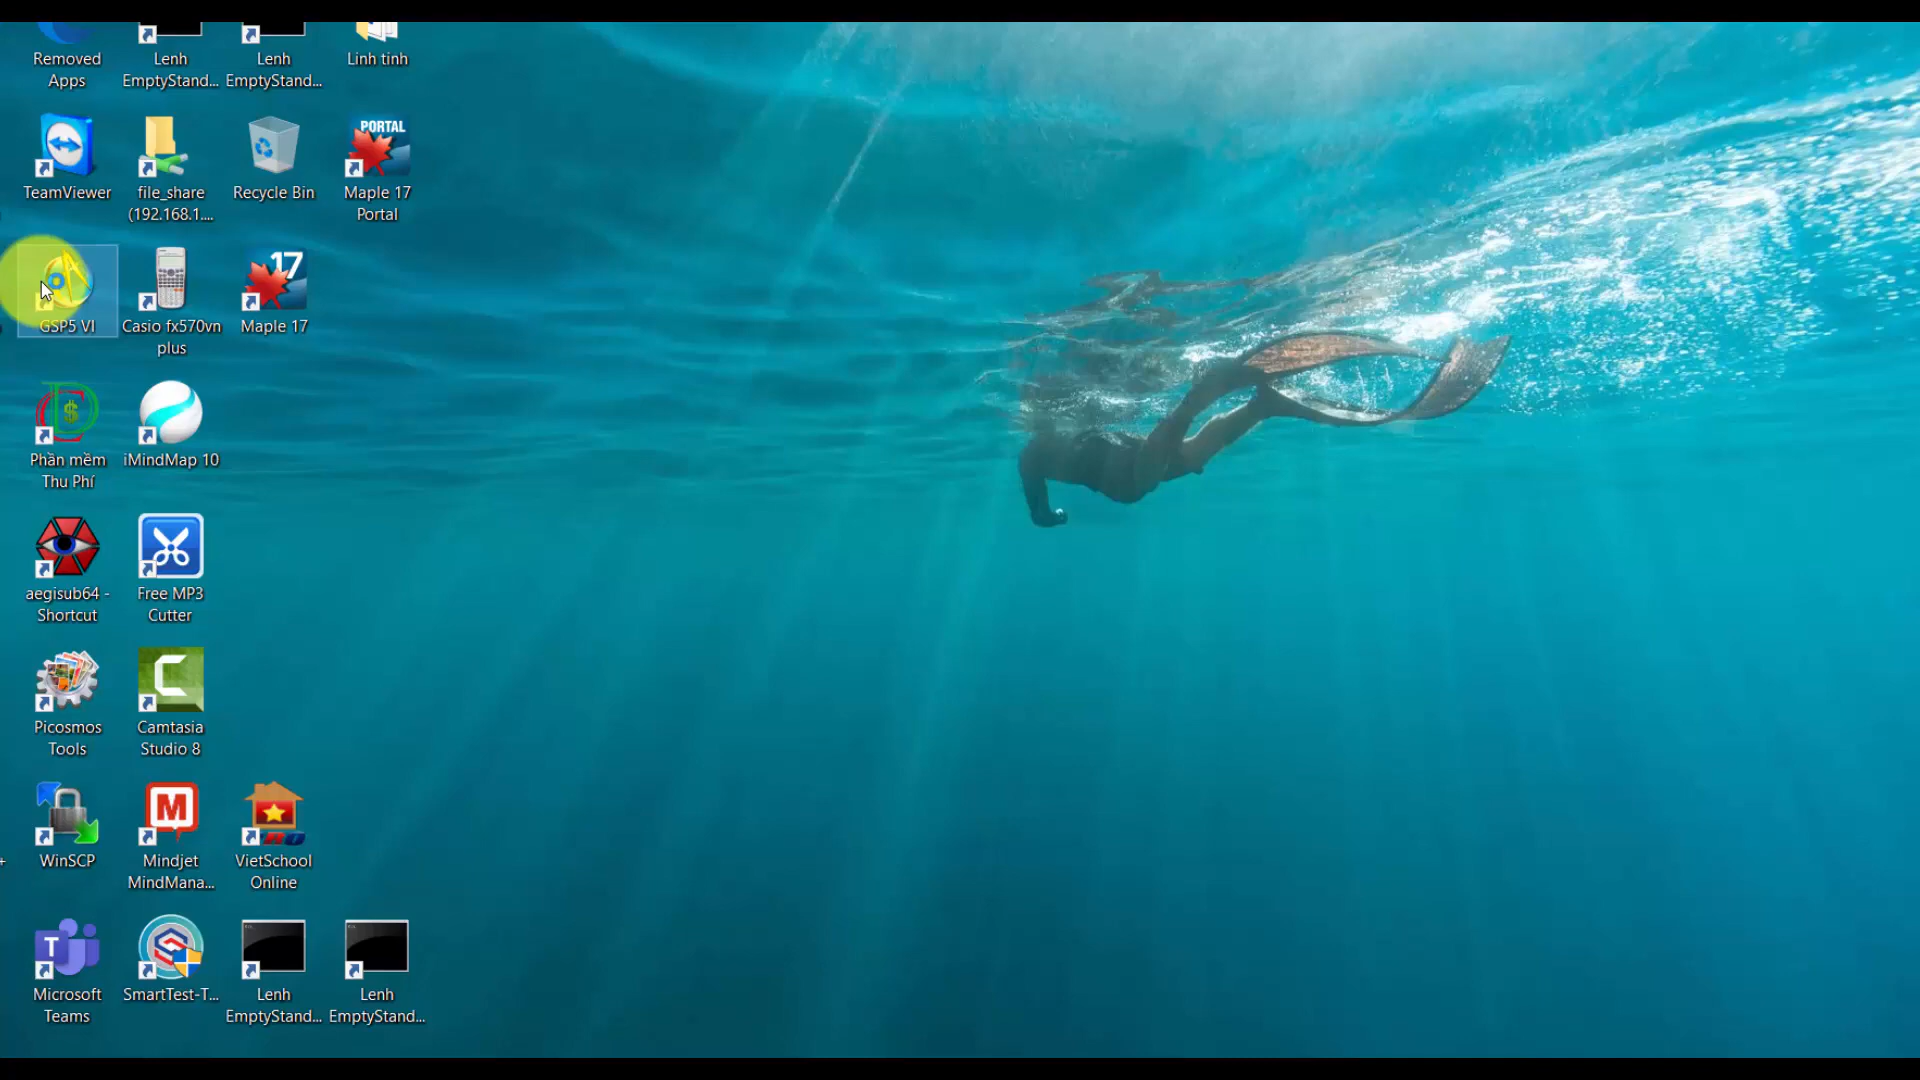 Removed
Apps
Lenh
EmptyStand...
Lenh
EmptyStand...
Linh tinh
TeamViewer
file_share
(192.168.1....
Recycle Bin
PORTAL
Maple 17
Portal
GSP5 VI
Casio fx570vn
plus
17
Maple 17
Phần mềm
Thu Phí
iMindMap 10
aegisub64 -
Shortcut
Free MP3
Cutter
Picosmos
Tools
Camtasia
Studio 8
WinSCP
Mindjet
MindMana...
VietSchool
Online
Microsoft
Teams
SmartTest-T...
Lenh
EmptyStand...
Lenh
EmptyStand...